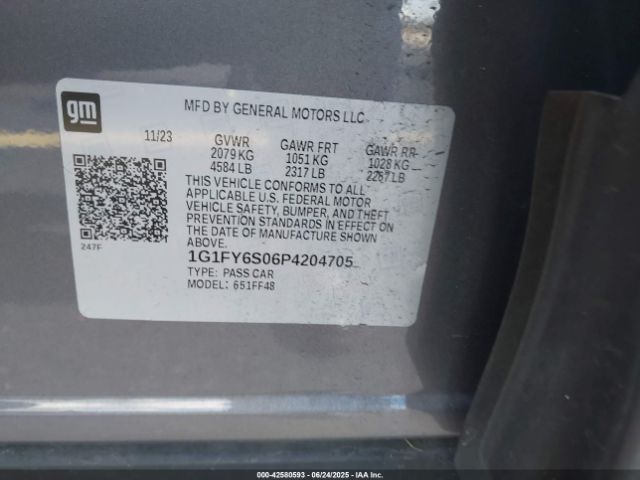 gm
MFD BY GENERAL MOTORS LLC
11/23 GVWR GAWR FRT GAWR RR
2079 KG 1051 KG 1028 KG
4584 LB 2317 LB 2267 LB
THIS VEHICLE CONFORMS TO ALL
APPLICABLE U.S. FEDERAL MOTOR
VEHICLE SAFETY, BUMPER, AND THEFT
PREVENTION STANDARDS IN EFFECT ON
THE DATE OF MANUFACTURE SHOWN
ABOVE.
247F
1G1FY6S06P4204705
TYPE: PASS CAR
MODEL: 651FF48
000-42580593 | 06/24/2025 - IAA Inc.